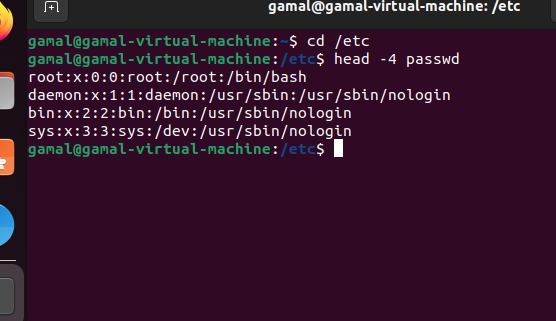 gamal@gamal-virtual-machine: /etc
gamal@gamal-virtual-machine:~$ cd /etc
gamal@gamal-virtual-machine:/etc$ head -4 passwd
root:x:0:0:root:/root:/bin/bash
daemon:x:1:1:daemon:/usr/sbin:/usr/sbin/nologin
bin:x:2:2:bin:/bin:/usr/sbin/nologin
sys:x:3:3:sys:/dev:/usr/sbin/nologin
gamal@gamal-virtual-machine:/etc$